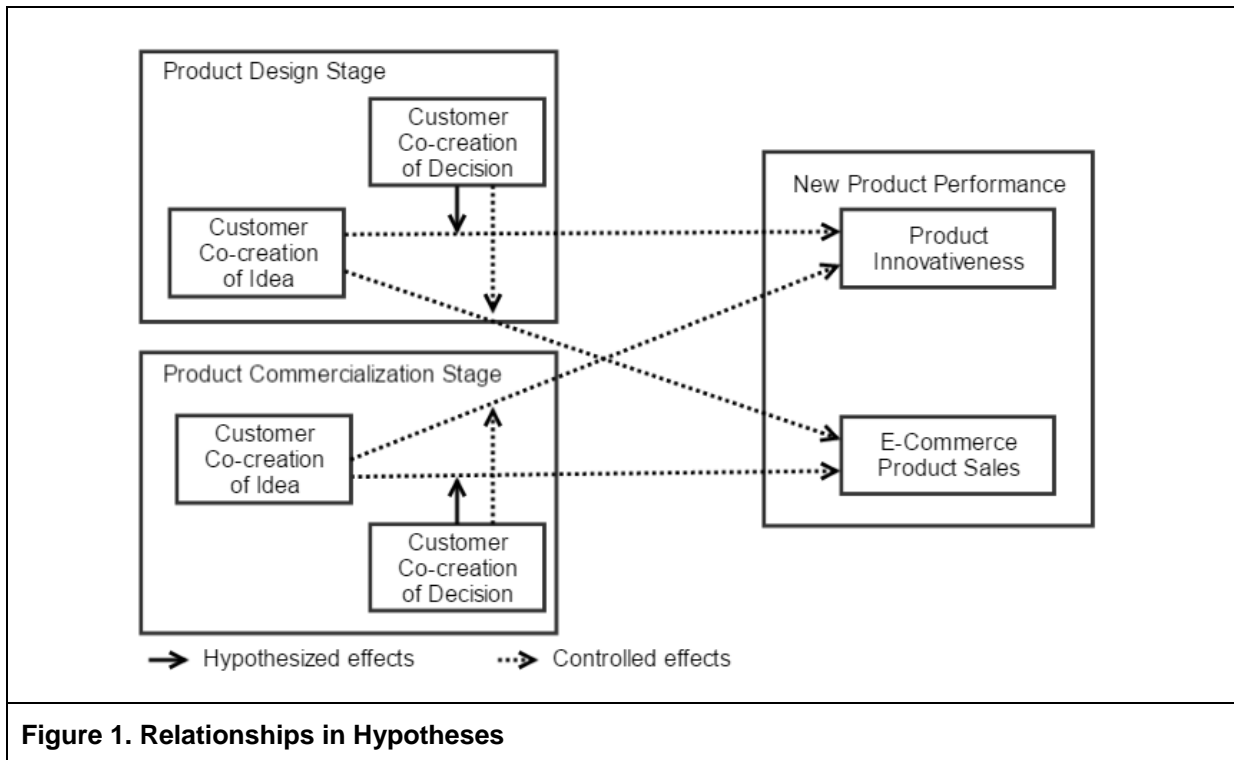 Product Design Stage
Customer
Co-creation
of Decision
Customer
Co-creation
of Idea
New Product Performance
Product
Innovativeness
E-Commerce
Product Sales
Product Commercialization Stage
Customer
Co-creation
of Idea
Customer
Co-creation
of Decision
Hypothesized effects
Controlled effects
Figure 1. Relationships in Hypotheses